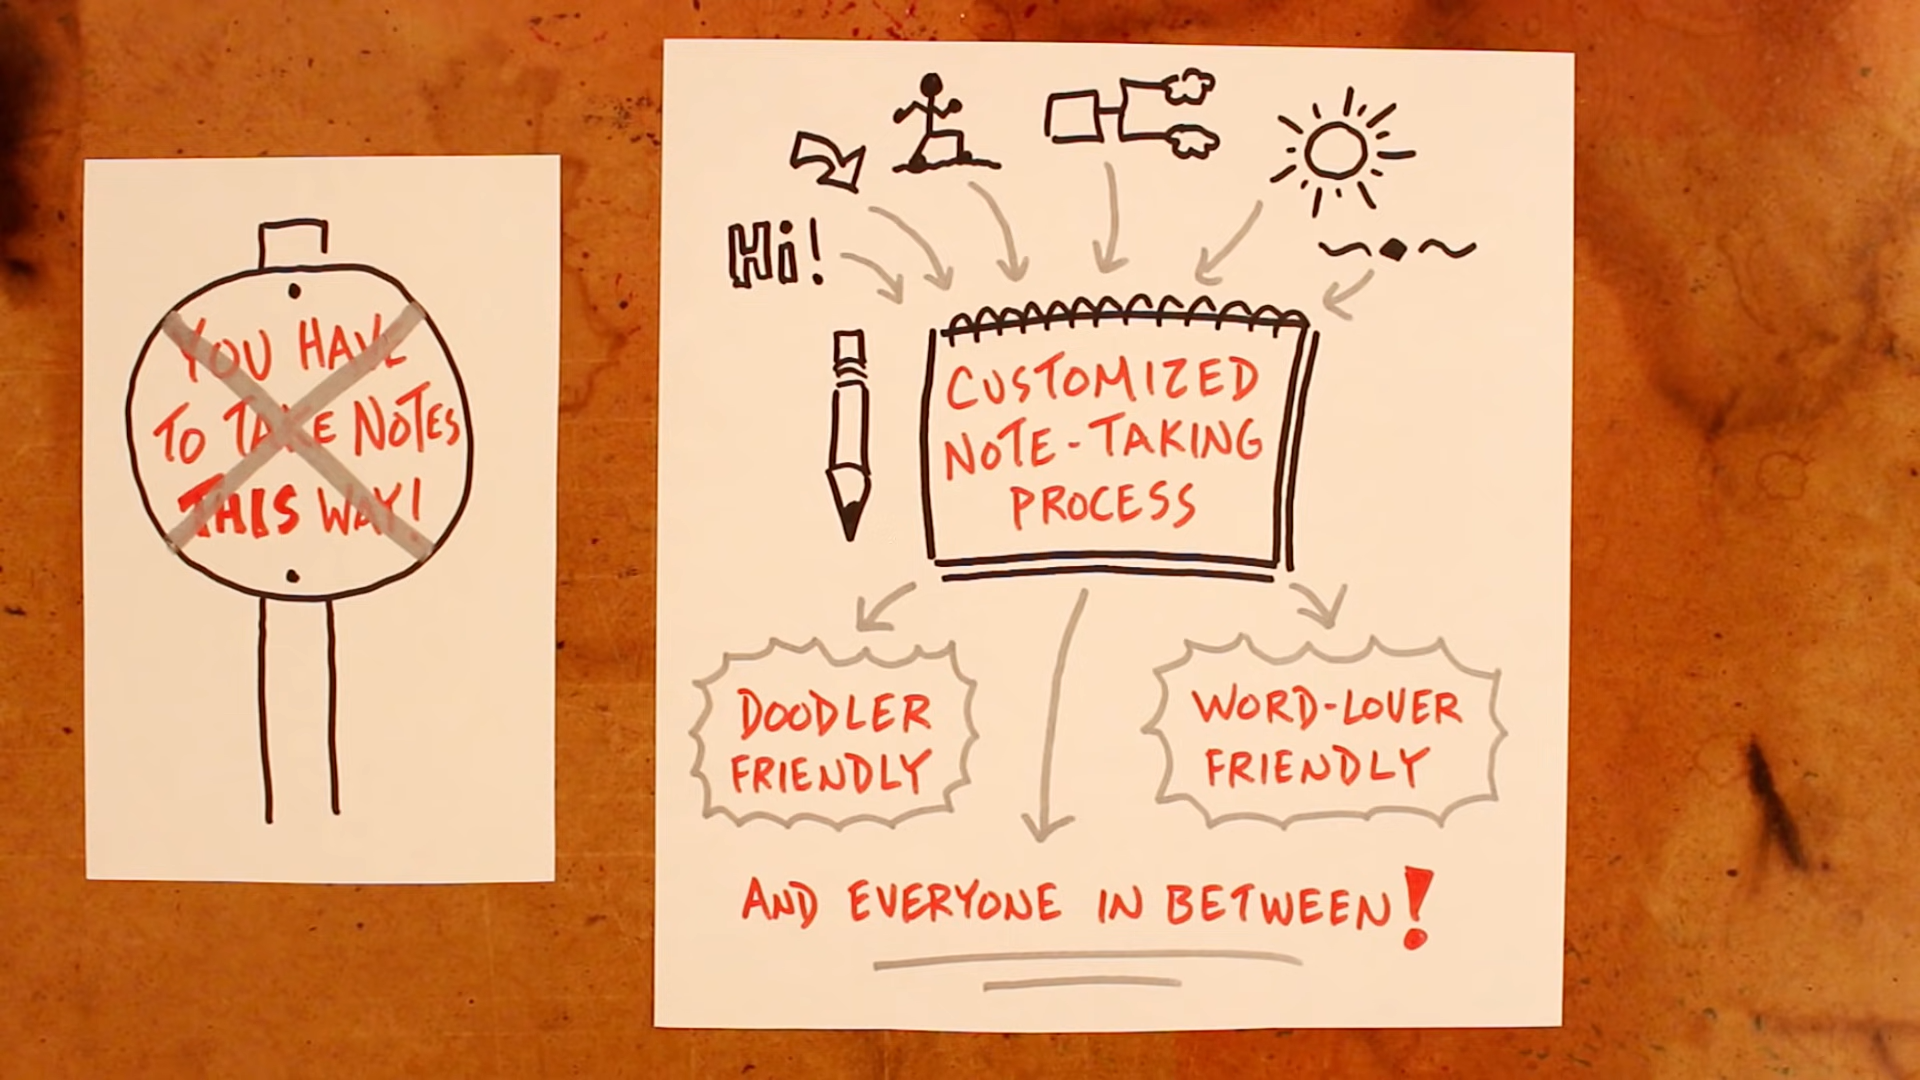 YOU HAVE
TO TAKE NOTES
THIS WAY!
Hi!
CUSTOMIZED
NOTE-TAKING
PROCESS
DOODLER
FRIENDLY
WORD-LOVER
FRIENDLY
AND EVERYONE IN BETWEEN!